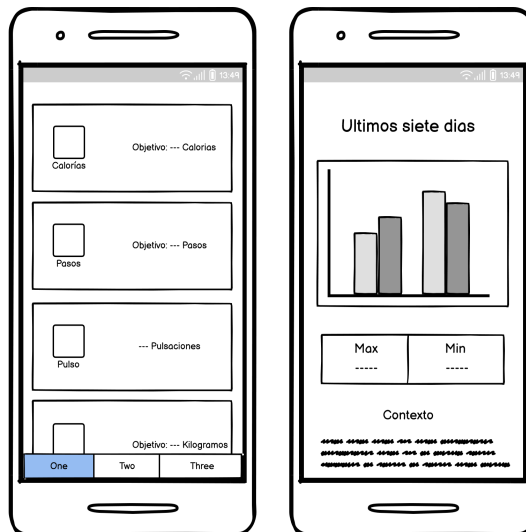 13:49
Objetivo: --- Calorias
Calorías
Objetivo: --- Pasos
Pasos
--- Pulsaciones
Pulso
Objetivo: --- Kilogramos
One
Two
Three
13:49
Ultimos siete dias
Max
Min
-----
-----
Contexto